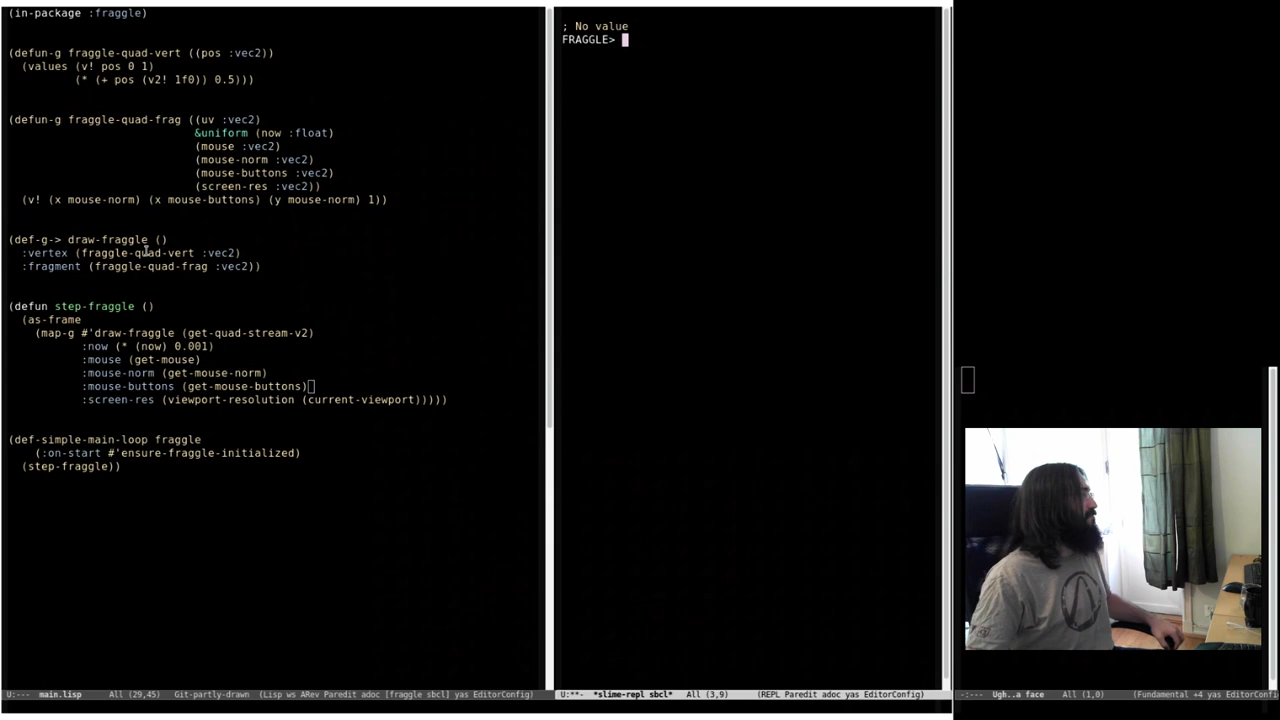 (in-package :fraggle)
(defun-g fraggle-quad-vert ((pos :vec2))
(values (v! pos 0 1)
(* (+ pos (v2! 1f0)) 0.5)))
(defun-g fraggle-quad-frag ((uv :vec2)
&uniform (now :float)
(mouse :vec2)
(mouse-norm :vec2)
(mouse-buttons :vec2)
(screen-res :vec2))
(v! (x mouse-norm) (x mouse-buttons) (y mouse-norm) 1))
(def-g-> draw-fraggle ()
:vertex (fraggle-quad-vert :vec2)
:fragment (fraggle-quad-frag :vec2))
(defun step-fraggle ()
(as-frame
(map-g #'draw-fraggle (get-quad-stream-v2)
:now (* (now) 0.001)
:mouse (get-mouse)
:mouse-norm (get-mouse-norm)
:mouse-buttons (get-mouse-buttons)
:screen-res (viewport-resolution (current-viewport)))))
(def-simple-main-loop fraggle
(:on-start #'ensure-fraggle-initialized)
(step-fraggle))
U:--- main.lisp All (29,45) Git-partly-drawn (Lisp ws ARev Paredit adoc [fraggle sbcl] yas EditorConfig)
; No value
FRAGGLE>
U:**- *slime-repl sbcl* All (3,9) (REPL Paredit adoc yas EditorConfig)
-:--- Ugh..a face All (1,0) (Fundamental +4 yas EditorConfi